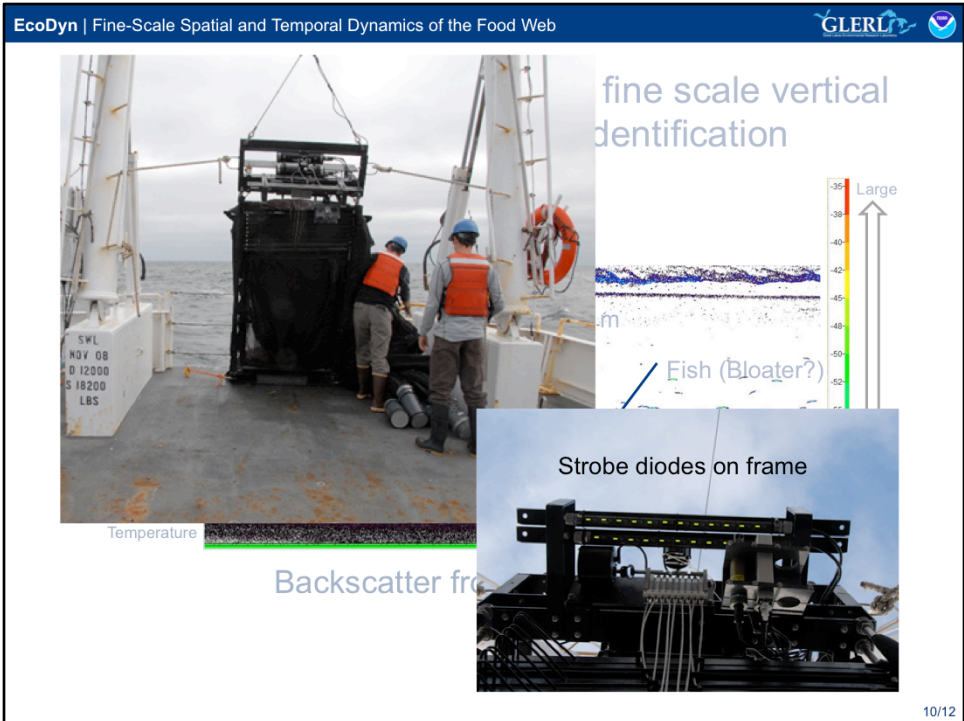 EcoDyn | Fine-Scale Spatial and Temporal Dynamics of the Food Web
GLERL
fine scale vertical
dentification
-35
Large
-38
-40
-42
-45
m
-48
-50
Fish (Bloater?)
-52
SWL
NOV 08
D 12000
S 18200
LBS
Strobe diodes on frame
Temperature
Backscatter fro
10/12